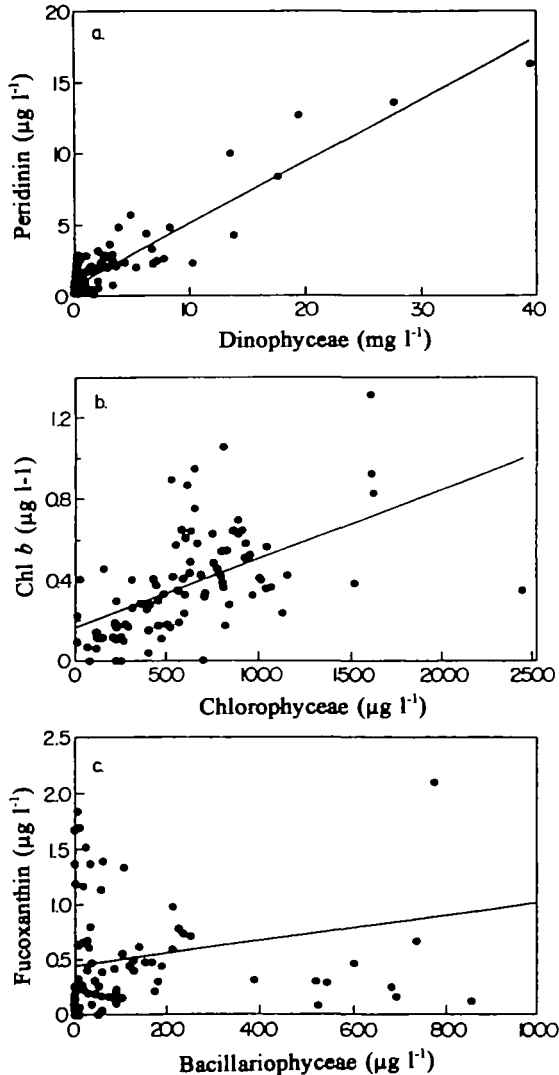 a.
20
15
10
5
0
Peridinin (µg l⁻¹)
0 10 20 30 40
Dinophyceae (mg l⁻¹)
b.
1.2
0.8
0.4
0
Chl b (µg l-1)
0 500 1000 1500 2000 2500
Chlorophyceae (µg l⁻¹)
c.
2.5
2.0
1.5
1.0
0.5
0
Fucoxanthin (µg l⁻¹)
0 200 400 600 800 1000
Bacillariophyceae (µg l⁻¹)